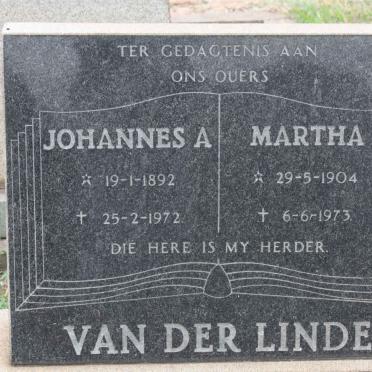 TER GEDAGTENIS AAN
ONS OUERS
JOHANNES A MARTHA
☆ 19-1-1892 ☆ 29-5-1904
† 25-2-1972 † 6-6-1973
DIE HERE IS MY HERDER.
VAN DER LINDE